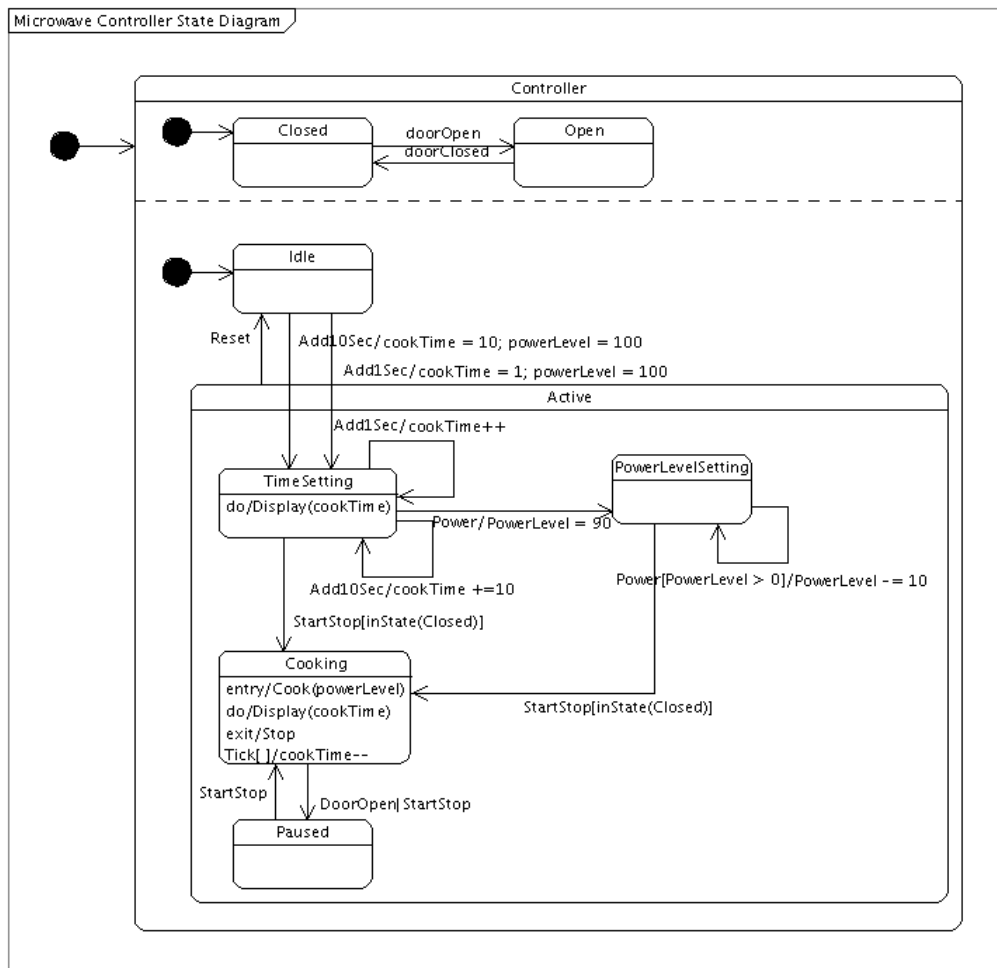 Microwave Controller State Diagram
Controller
Closed
doorOpen
Open
doorClosed
Idle
Reset
Add10Sec/cookTime = 10; powerLevel = 100
Add1Sec/cookTime = 1; powerLevel = 100
Active
Add1Sec/cookTime++
TimeSetting
do/Display(cookTime)
PowerLevelSetting
Power/PowerLevel = 90
Add10Sec/cookTime +=10
Power[PowerLevel > 0]/PowerLevel -= 10
StartStop[inState(Closed)]
Cooking
entry/Cook(powerLevel)
do/Display(cookTime)
exit/Stop
Tick[ ]/cookTime--
StartStop[inState(Closed)]
StartStop
DoorOpen|StartStop
Paused